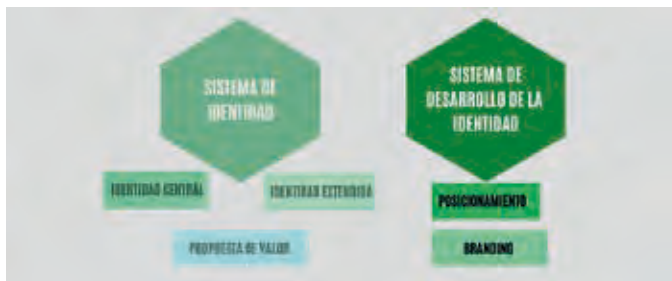 SISTEMA DE
IDENTIDAD
IDENTIDAD CENTRAL
IDENTIDAD EXTENDIDA
PROPUESTA DE VALOR
SISTEMA DE
DESARROLLO DE LA
IDENTIDAD
POSICIONAMIENTO
BRANDING